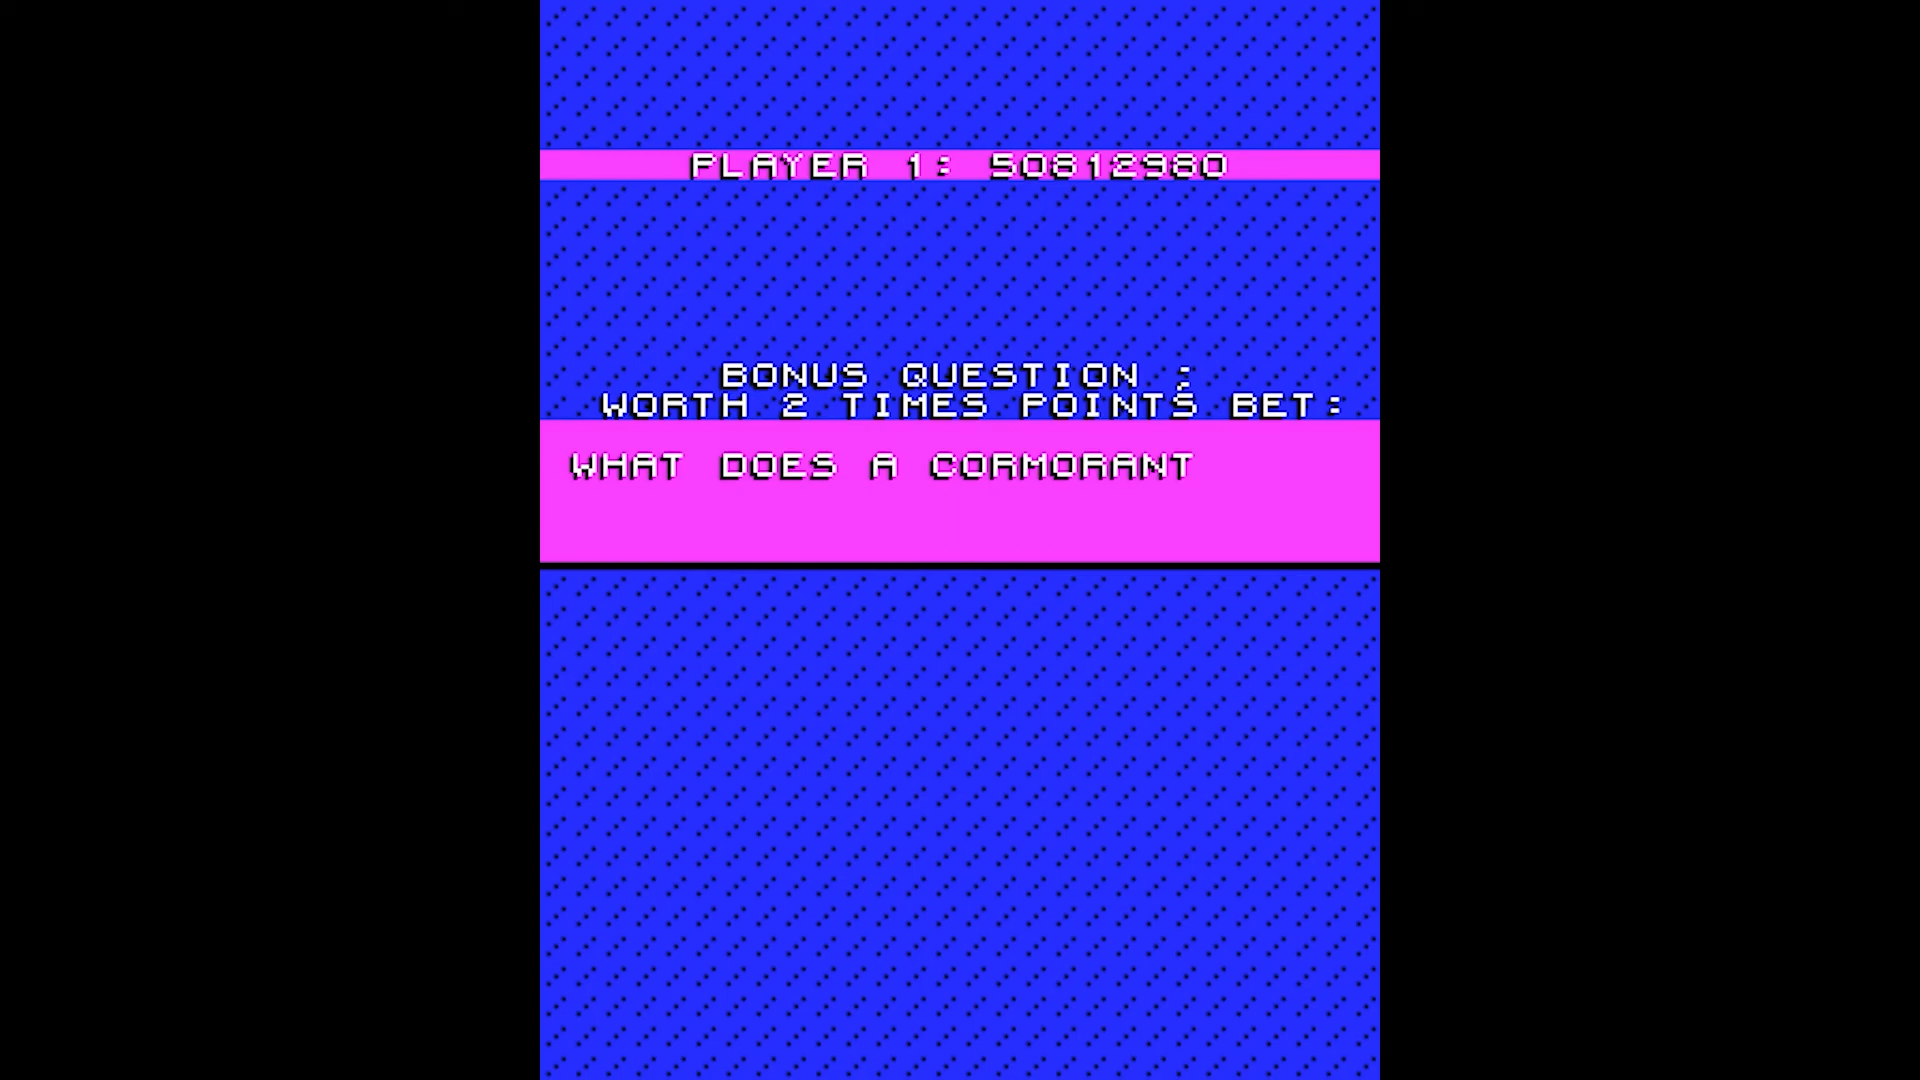 PLAYER 1: 50812980
BONUS QUESTION ;
WORTH 2 TIMES POINTS BET:
WHAT DOES A CORMORANT